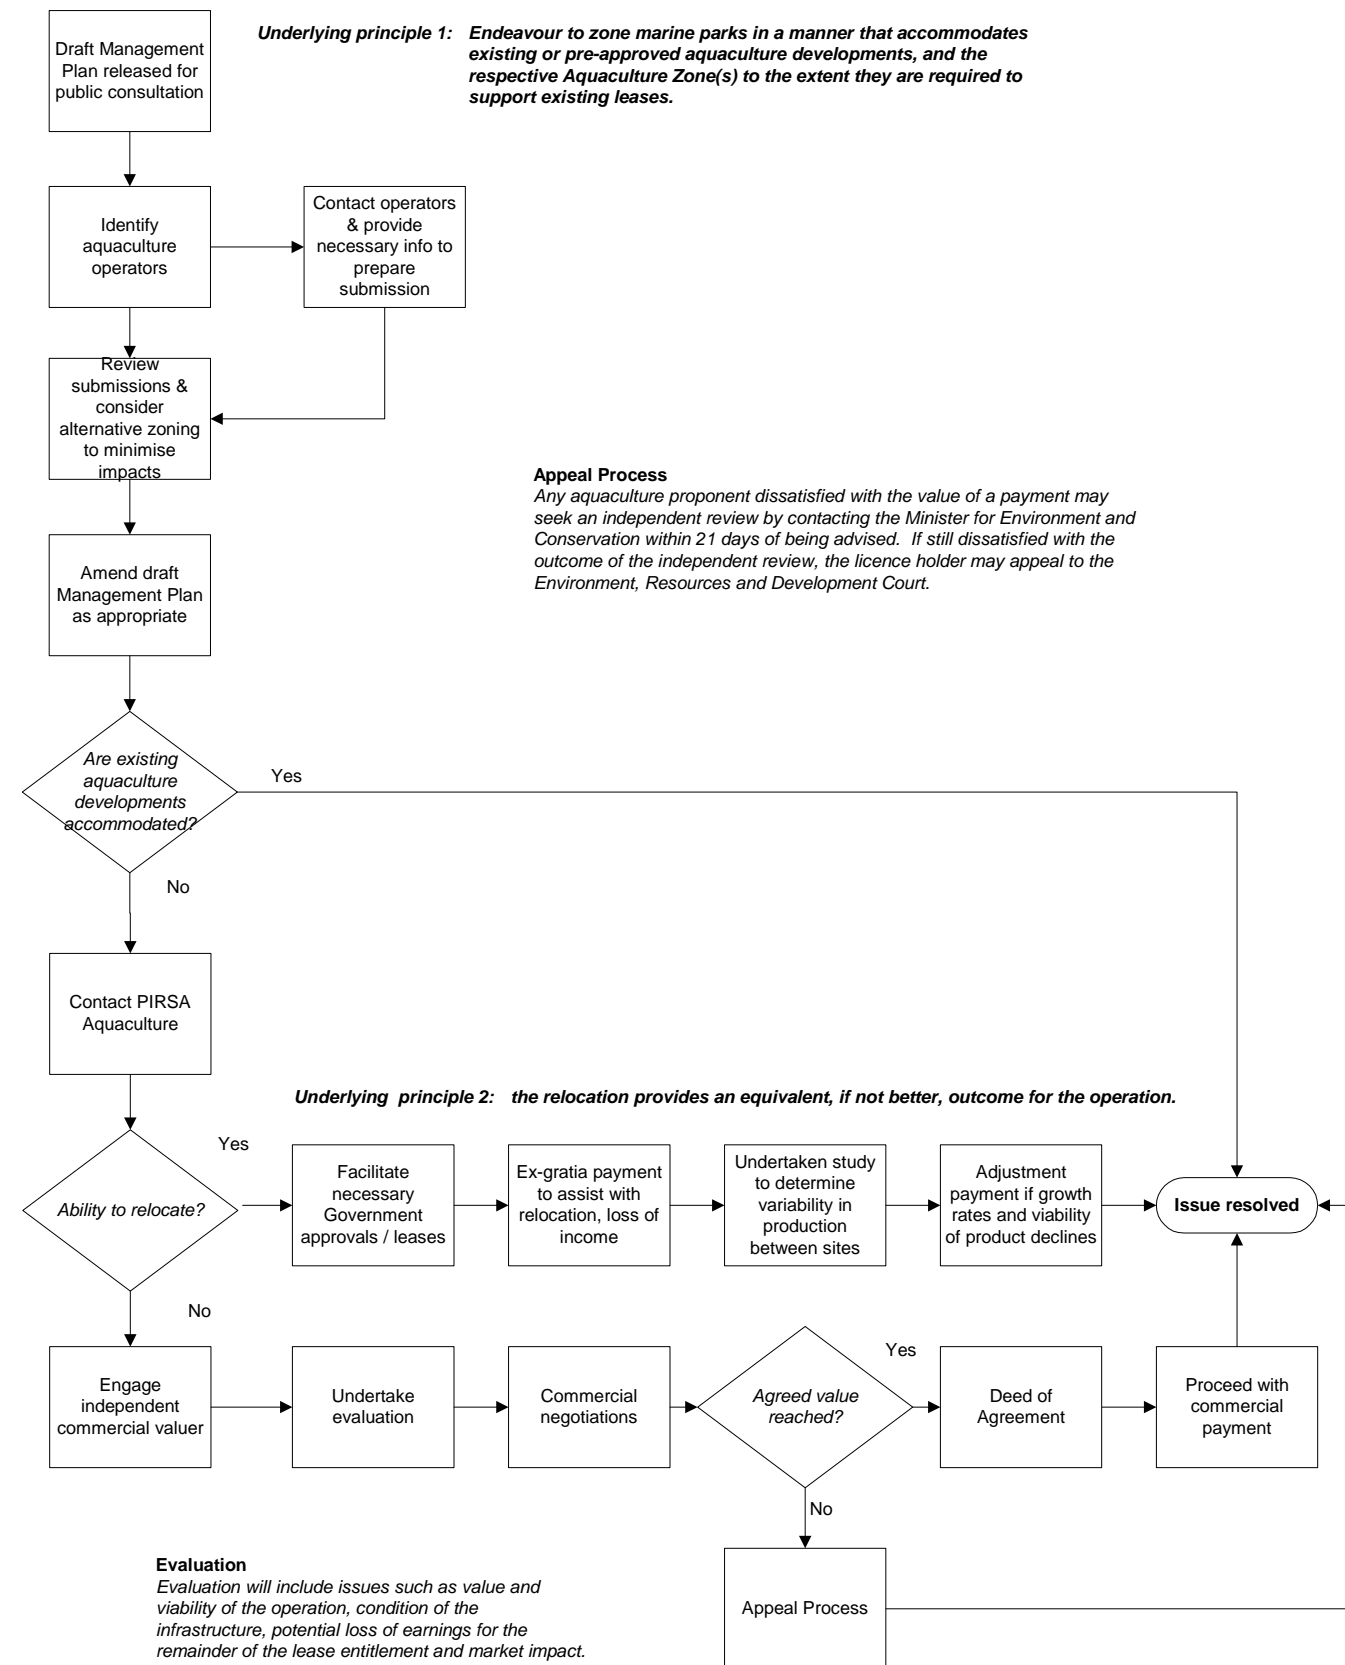 Draft Management
Plan released for
public consultation
Underlying principle 1: Endeavour to zone marine parks in a manner that accommodates
existing or pre-approved aquaculture developments, and the
respective Aquaculture Zone(s) to the extent they are required to
support existing leases.
Identify
aquaculture
operators
Contact operators
& provide
necessary info to
prepare
submission
Review
submissions &
consider
alternative zoning
to minimise
impacts
Appeal Process
Any aquaculture proponent dissatisfied with the value of a payment may
seek an independent review by contacting the Minister for Environment and
Conservation within 21 days of being advised. If still dissatisfied with the
outcome of the independent review, the licence holder may appeal to the
Environment, Resources and Development Court.
Amend draft
Management Plan
as appropriate
Are existing
aquaculture
developments
accommodated?
Yes
No
Contact PIRSA
Aquaculture
Underlying principle 2: the relocation provides an equivalent, if not better, outcome for the operation.
Ability to relocate?
Yes
Facilitate
necessary
Government
approvals / leases
Ex-gratia payment
to assist with
relocation, loss of
income
Undertaken study
to determine
variability in
production
between sites
Adjustment
payment if growth
rates and viability
of product declines
Issue resolved
No
Engage
independent
commercial valuer
Undertake
evaluation
Commercial
negotiations
Agreed value
reached?
Yes
Deed of
Agreement
Proceed with
commercial
payment
No
Evaluation
Evaluation will include issues such as value and
viability of the operation, condition of the
infrastructure, potential loss of earnings for the
remainder of the lease entitlement and market impact.
Appeal Process